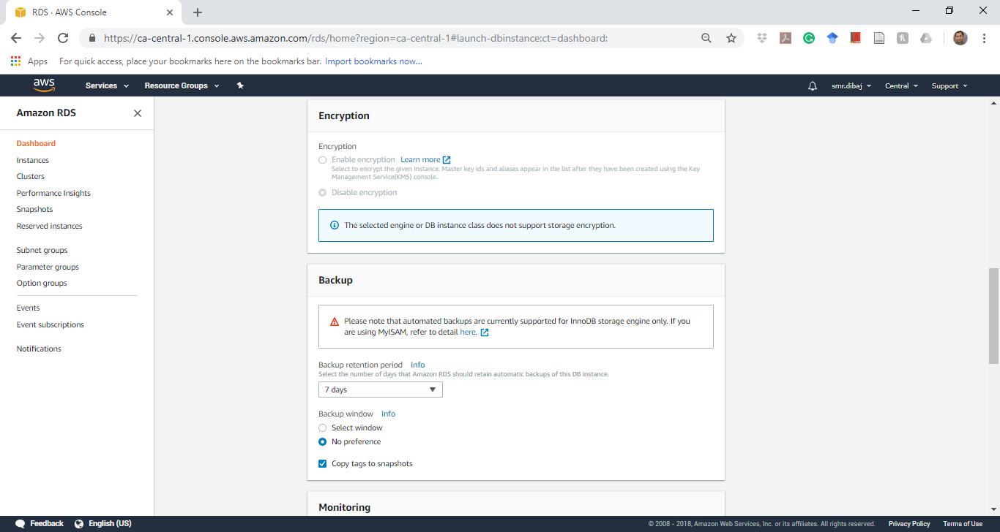 RDS · AWS Console
https://ca-central-1.console.aws.amazon.com/rds/home?region=ca-central-1#launch-dbinstance:ct=dashboard:
Apps For quick access, place your bookmarks here on the bookmarks bar. Import bookmarks now...
aws Services Resource Groups smr.dibaj Central Support
Amazon RDS
Dashboard
Instances
Clusters
Performance Insights
Snapshots
Reserved instances
Subnet groups
Parameter groups
Option groups
Events
Event subscriptions
Notifications
Encryption
Encryption
Enable encryption Learn more
Select to encrypt the given instance. Master key ids and aliases appear in the list after they have been created using the Key
Management Service(KMS) console.
Disable encryption
The selected engine or DB instance class does not support storage encryption.
Backup
Please note that automated backups are currently supported for InnoDB storage engine only. If you
are using MyISAM, refer to detail here.
Backup retention period Info
Select the number of days that Amazon RDS should retain automatic backups of this DB instance.
7 days
Backup window Info
Select window
No preference
Copy tags to snapshots
Monitoring
Feedback English (US) © 2008 - 2018, Amazon Web Services, Inc. or its affiliates. All rights reserved. Privacy Policy Terms of Use